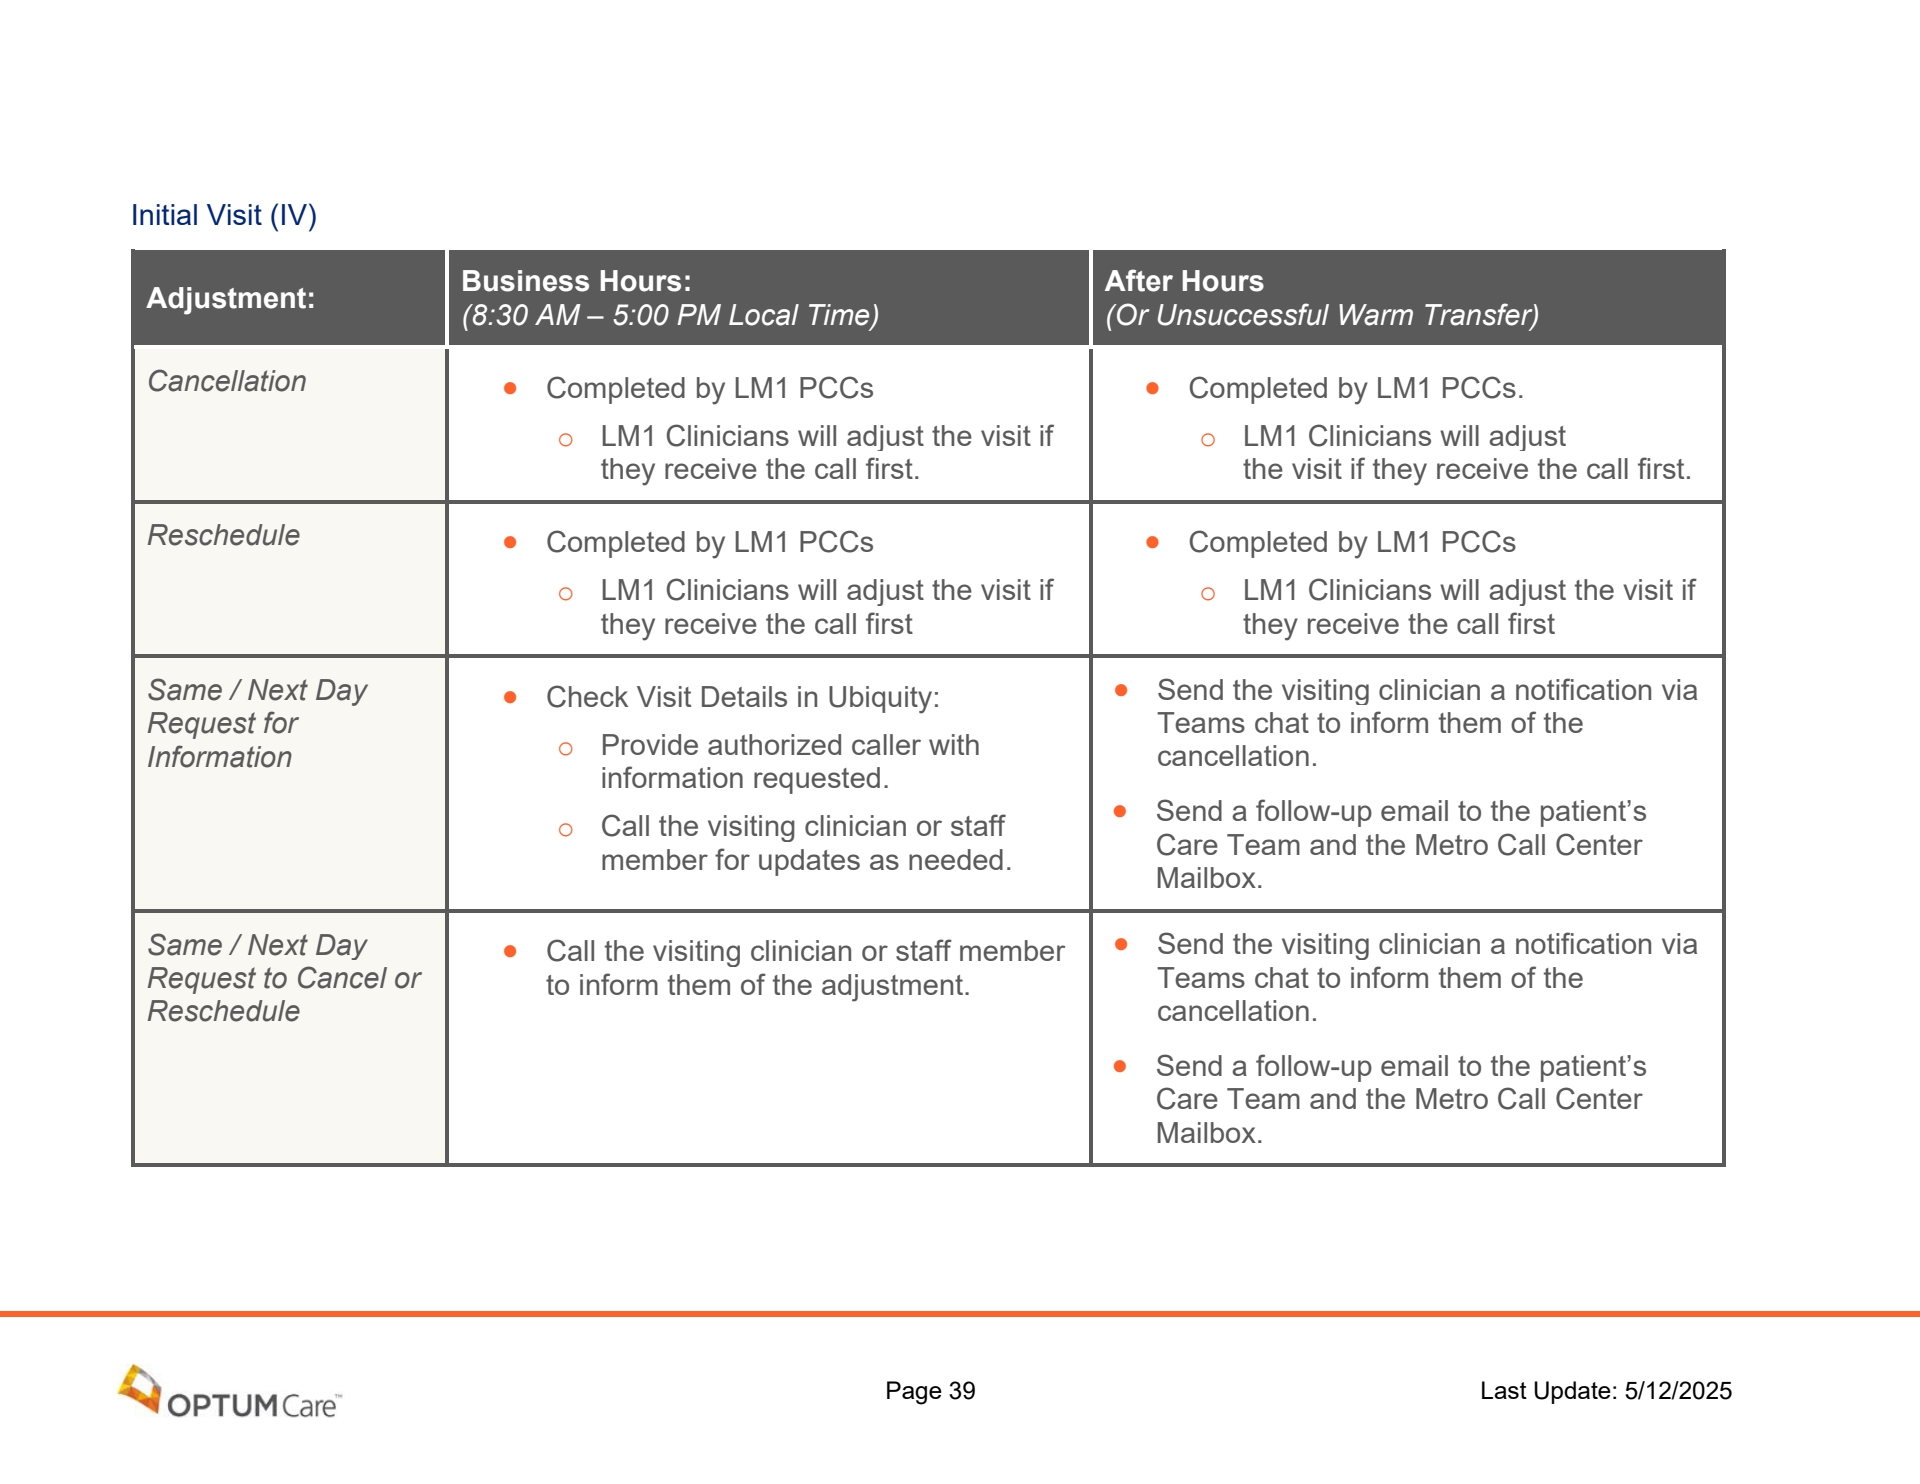 Initial Visit (IV)
Adjustment:
Business Hours:
(8:30 AM – 5:00 PM Local Time)
After Hours
(Or Unsuccessful Warm Transfer)
Cancellation
● Completed by LM1 PCCs
○ LM1 Clinicians will adjust the visit if
they receive the call first.
● Completed by LM1 PCCs.
○ LM1 Clinicians will adjust
the visit if they receive the call first.
Reschedule
● Completed by LM1 PCCs
○ LM1 Clinicians will adjust the visit if
they receive the call first
● Completed by LM1 PCCs
○ LM1 Clinicians will adjust the visit if
they receive the call first
Same / Next Day
Request for
Information
● Check Visit Details in Ubiquity:
○ Provide authorized caller with
information requested.
○ Call the visiting clinician or staff
member for updates as needed.
● Send the visiting clinician a notification via
Teams chat to inform them of the
cancellation.
● Send a follow-up email to the patient’s
Care Team and the Metro Call Center
Mailbox.
Same / Next Day
Request to Cancel or
Reschedule
● Call the visiting clinician or staff member
to inform them of the adjustment.
● Send the visiting clinician a notification via
Teams chat to inform them of the
cancellation.
● Send a follow-up email to the patient’s
Care Team and the Metro Call Center
Mailbox.
OPTUM Care™
Page 39
Last Update: 5/12/2025